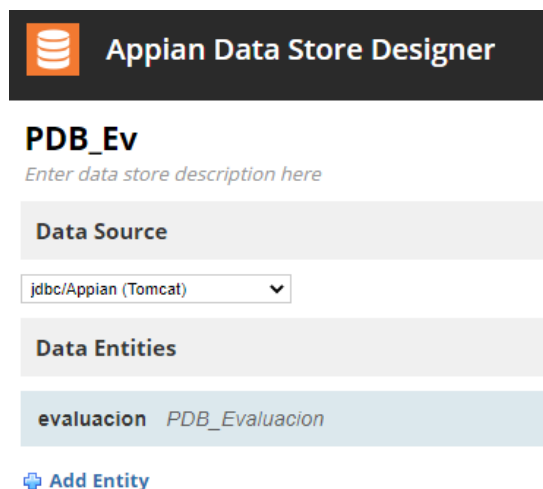 Appian Data Store Designer
PDB_Ev
Enter data store description here
Data Source
jdbc/Appian (Tomcat)
Data Entities
evaluacion PDB_Evaluacion
Add Entity